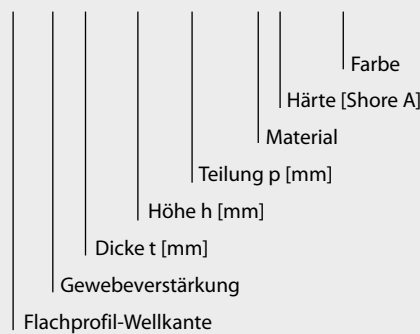 Farbe
Härte [Shore A]
Material
Teilung p [mm]
Höhe h [mm]
Dicke t [mm]
Gewebeverstärkung
Flachprofil-Wellkante